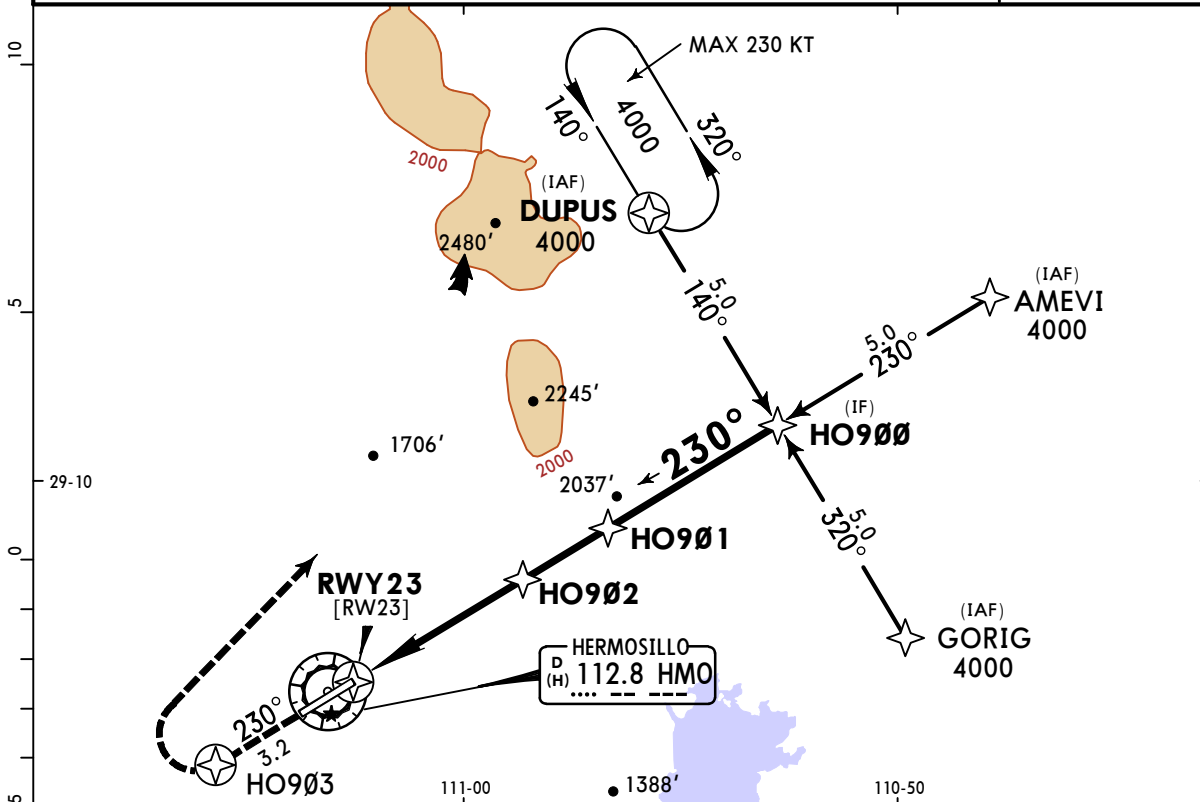 10
MAX 230 KT
140°
4000
320°
2000
(IAF)
DUPUS
4000
2480'
(IAF)
AMEVI
4000
5
5.0
140°
5.0
230°
2245'
(IF)
HO9ØØ
230°
1706'
2000
2037'
29-10
HO9Ø1
5.0
320°
0
RWY23
[RW23]
HO9Ø2
(IAF)
GORIG
4000
HERMOSILLO
D
(H)
112.8 HMO
230°
3.2
HO9Ø3
111-00
1388'
110-50
5